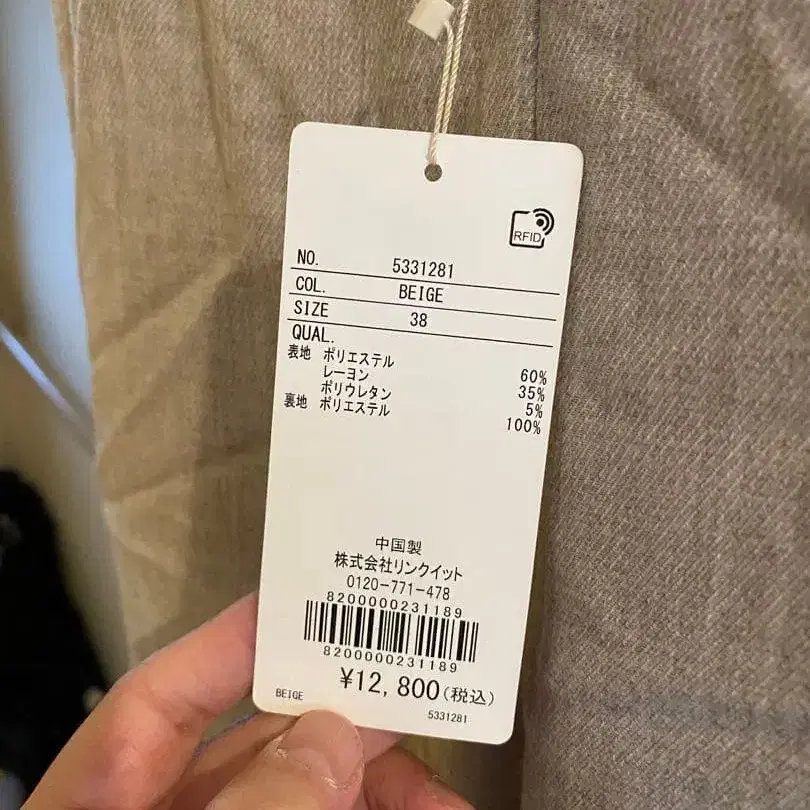 RFID
NO. 5331281
COL. BEIGE
SIZE 38
QUAL.
表地 ポリエステル 60%
レーヨン 35%
ポリウレタン 5%
裏地 ポリエステル 100%
中国製
株式会社リンクイット
0120-771-478
8200000231189
8200000231189
¥12,800(税込)
BEIGE 5331281